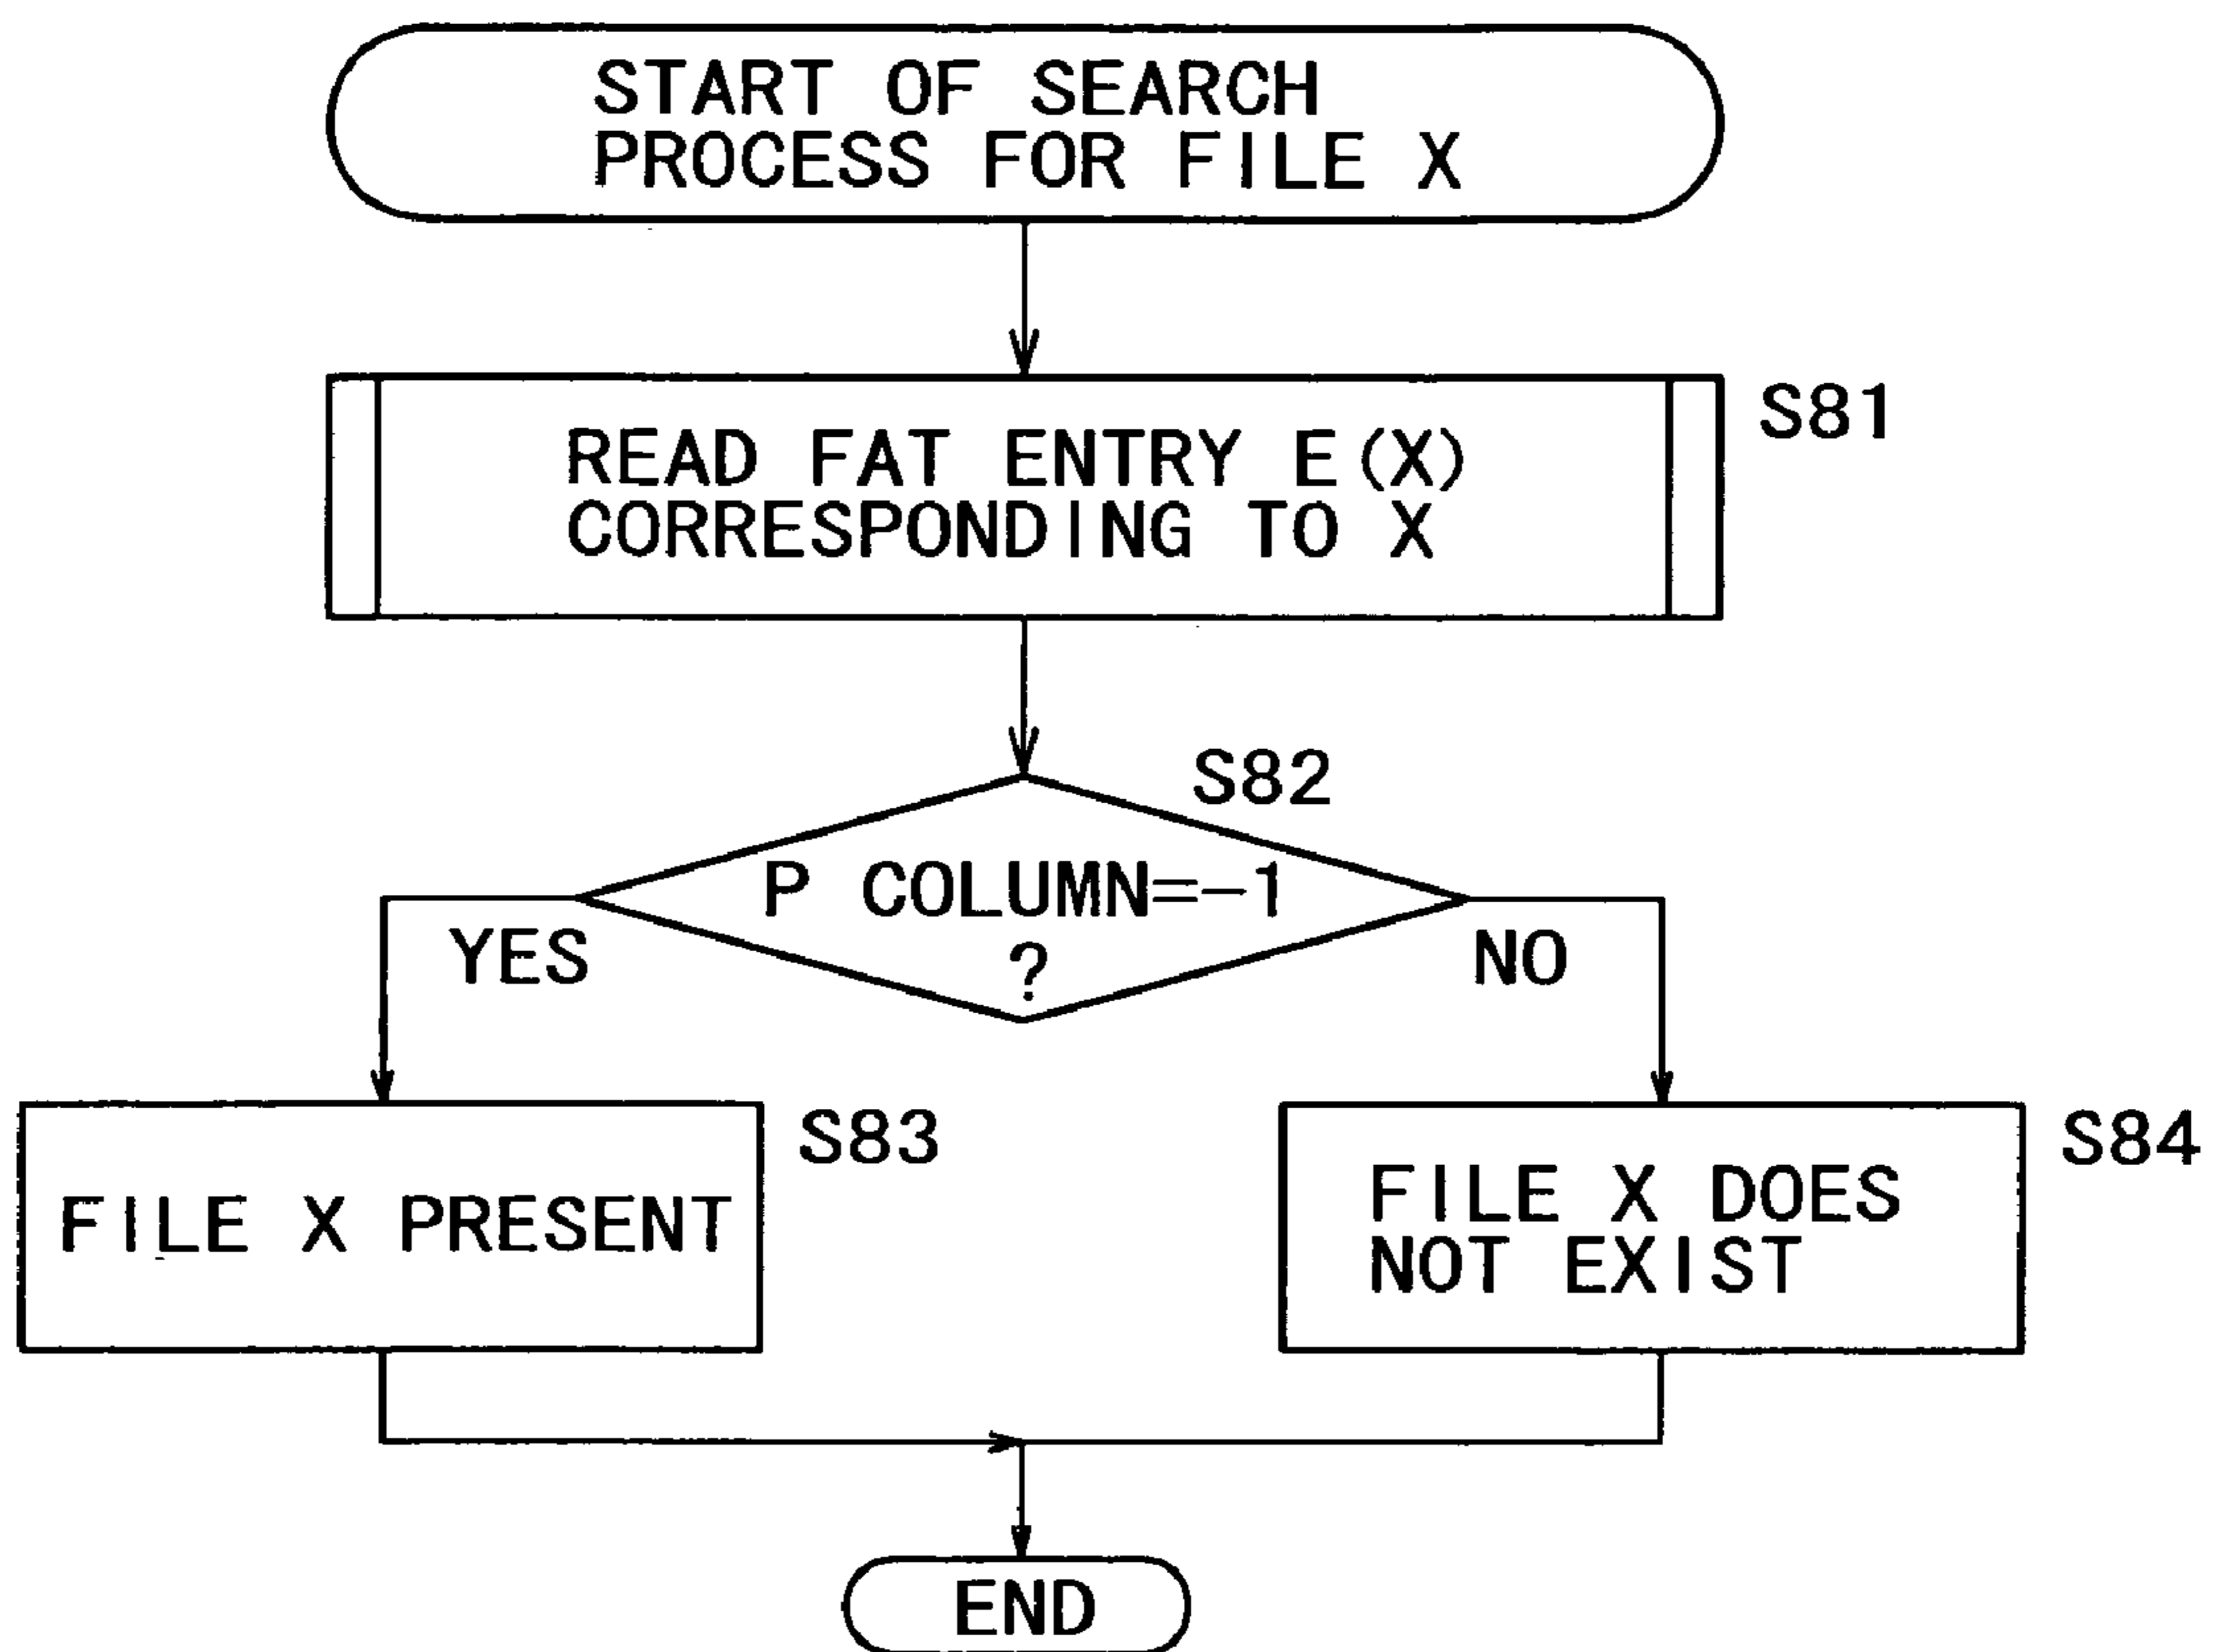 START OF SEARCH
PROCESS FOR FILE X
S81
READ FAT ENTRY E(X)
CORRESPONDING TO X
S82
P COLUMN=-1
?
YES
NO
S83
FILE X PRESENT
S84
FILE X DOES
NOT EXIST
END